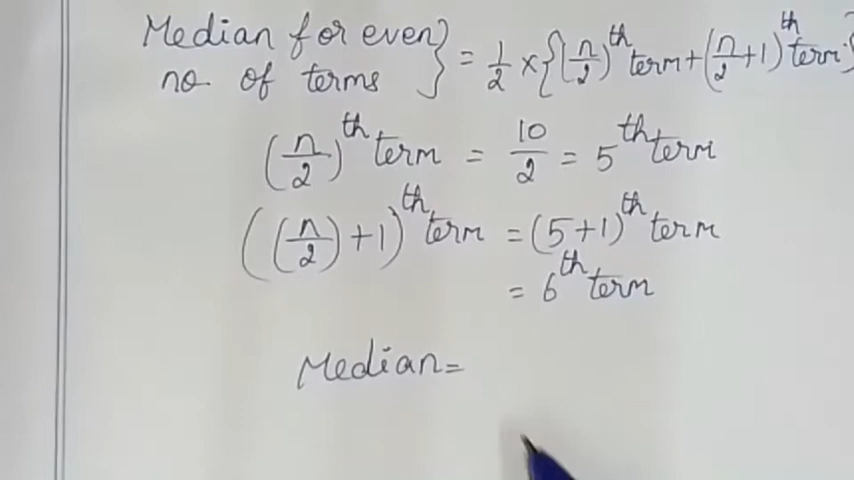 Median for even } = 1/2 × {(n/2)th term + (n/2 + 1)th term}
no. of terms
(n/2)th term = 10/2 = 5th term
((n/2) + 1)th term = (5+1)th term
= 6th term
Median =